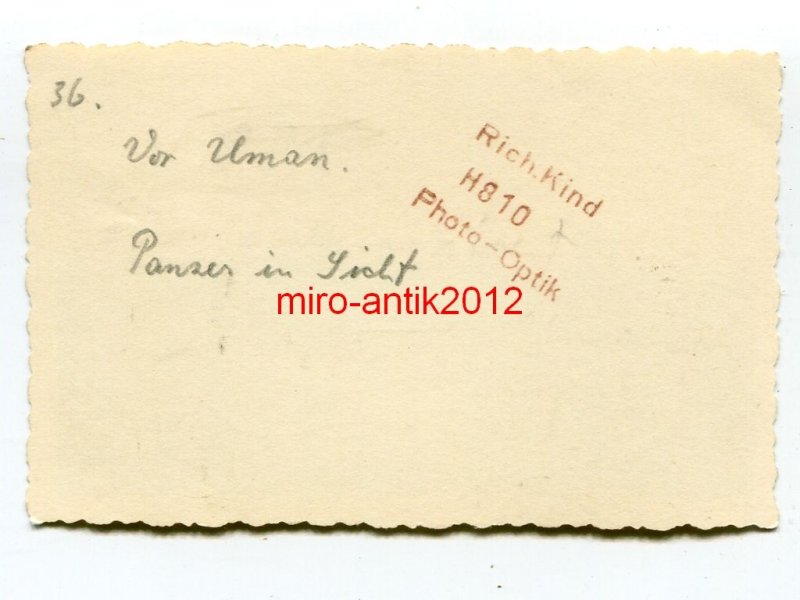 36.
Vor Uman.
Panzer in Sicht
Rich. Kind
H810
Photo-Optik
miro-antik2012